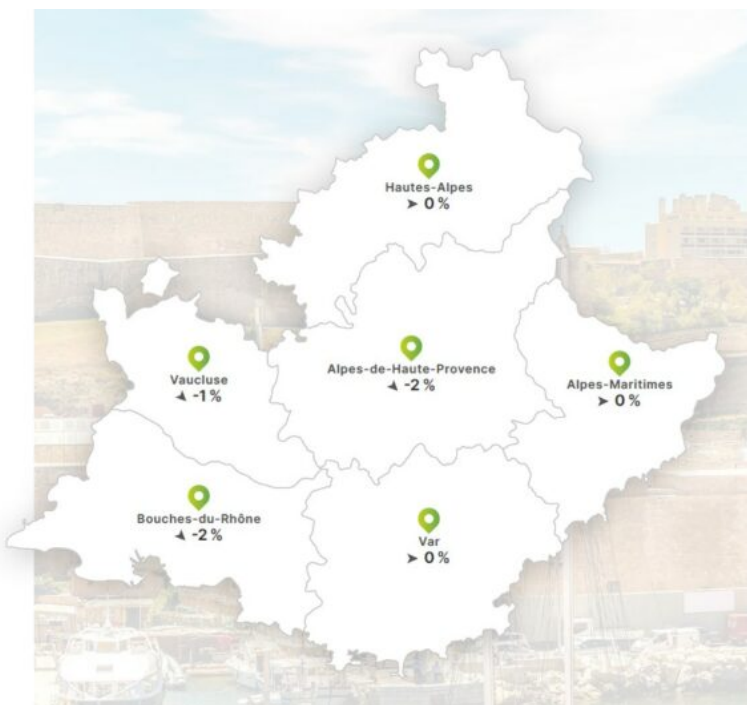 Hautes-Alpes
➤ 0 %
Alpes-de-Haute-Provence
-2 %
Vaucluse
-1 %
Alpes-Maritimes
➤ 0 %
Bouches-du-Rhône
-2 %
Var
➤ 0 %